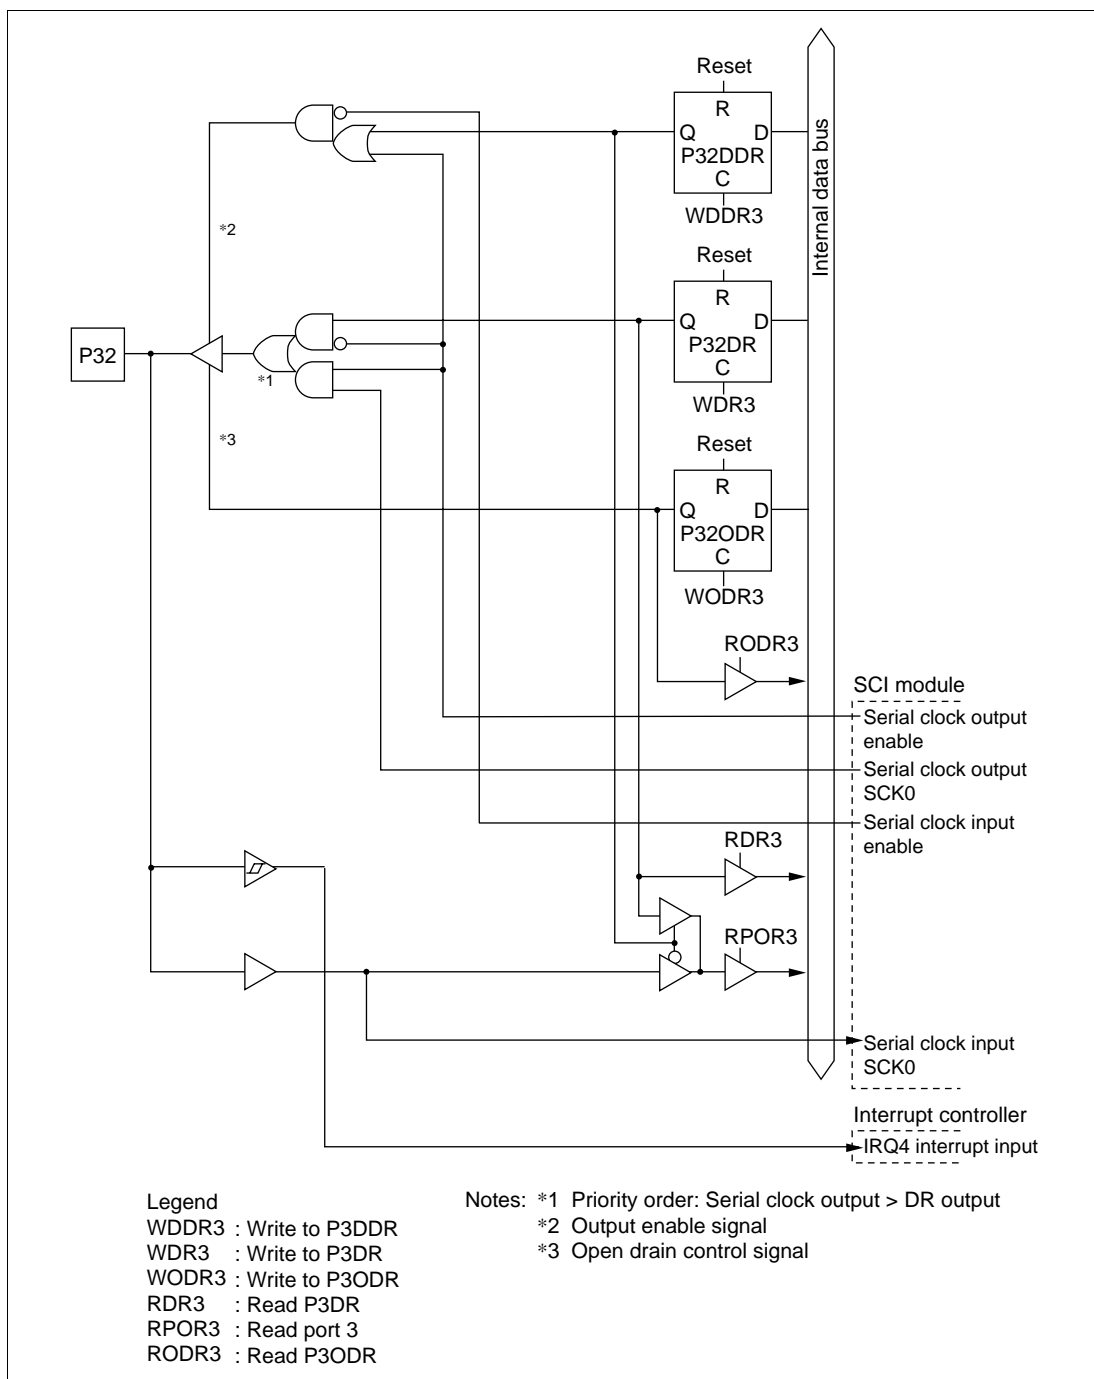 Reset
R
Q D
P32DDR
C
WDDR3
Internal data bus
*2
Reset
R
Q D
P32DR
C
WDR3
P32
*1
*3
Reset
R
Q D
P32ODR
C
WODR3
RODR3
SCI module
Serial clock output
enable
Serial clock output
SCK0
Serial clock input
enable
RDR3
RPOR3
Serial clock input
SCK0
Interrupt controller
IRQ4 interrupt input
Legend
WDDR3 : Write to P3DDR
WDR3 : Write to P3DR
WODR3 : Write to P3ODR
RDR3 : Read P3DR
RPOR3 : Read port 3
RODR3 : Read P3ODR
Notes: *1 Priority order: Serial clock output > DR output
*2 Output enable signal
*3 Open drain control signal